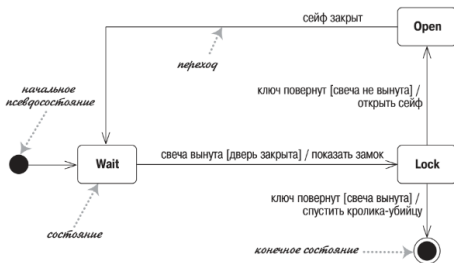 сейф закрыт
Open
переход
начальное
псевдосостояние
ключ повернут [свеча не вынута] /
открыть сейф
Wait
свеча вынута [дверь закрыта] / показать замок
Lock
состояние
ключ повернут [свеча вынута] /
спустить кролика-убийцу
конечное состояние